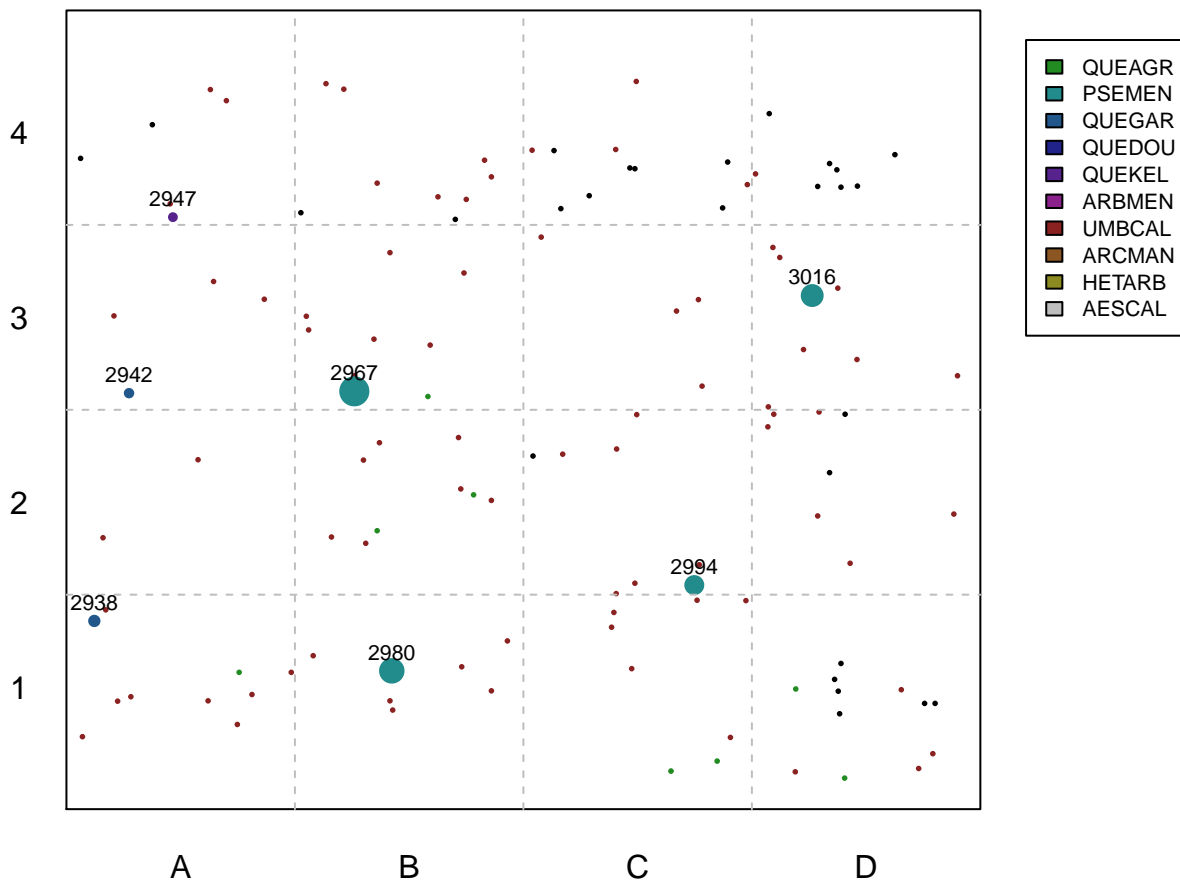 QUEAGR
PSEMEN
QUEGAR
QUEDOU
QUEKEL
ARBMEN
UMBCAL
ARCMAN
HETARB
AESCAL
4
2947
3
3016
2942
2967
2
2994
2938
2980
1
A B C D